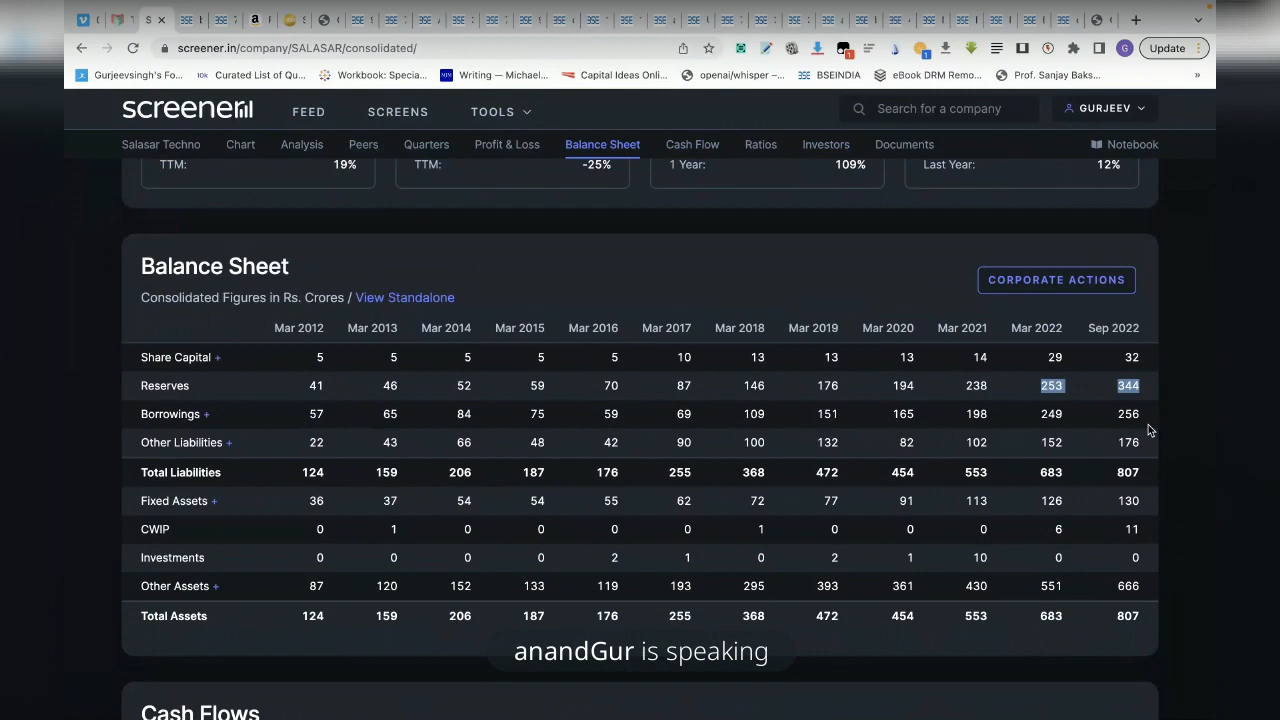 screener.in/company/SALASAR/consolidated/
G
Update
Gurjeevsingh's Fo...
Curated List of Qu...
Workbook: Specia...
Writing – Michael...
Capital Ideas Onli...
openai/whisper –...
BSEINDIA
eBook DRM Remo...
Prof. Sanjay Baks...
»
screener
FEED
SCREENS
TOOLS
Search for a company
GURJEEV
Salasar Techno Chart Analysis Peers Quarters Profit & Loss Balance Sheet Cash Flow Ratios Investors Documents Notebook
TTM: 19% TTM: -25% 1 Year: 109% Last Year: 12%
Balance Sheet
CORPORATE ACTIONS
Consolidated Figures in Rs. Crores / View Standalone
Mar 2012 Mar 2013 Mar 2014 Mar 2015 Mar 2016 Mar 2017 Mar 2018 Mar 2019 Mar 2020 Mar 2021 Mar 2022 Sep 2022
Share Capital + 5 5 5 5 5 10 13 13 13 14 29 32
Reserves 41 46 52 59 70 87 146 176 194 238 253 344
Borrowings + 57 65 84 75 59 69 109 151 165 198 249 256
Other Liabilities + 22 43 66 48 42 90 100 132 82 102 152 176
Total Liabilities 124 159 206 187 176 255 368 472 454 553 683 807
Fixed Assets + 36 37 54 54 55 62 72 77 91 113 126 130
CWIP 0 1 0 0 0 0 1 0 0 0 6 11
Investments 0 0 0 0 2 1 0 2 1 10 0 0
Other Assets + 87 120 152 133 119 193 295 393 361 430 551 666
Total Assets 124 159 206 187 176 255 368 472 454 553 683 807
anandGur is speaking
Cash Flows